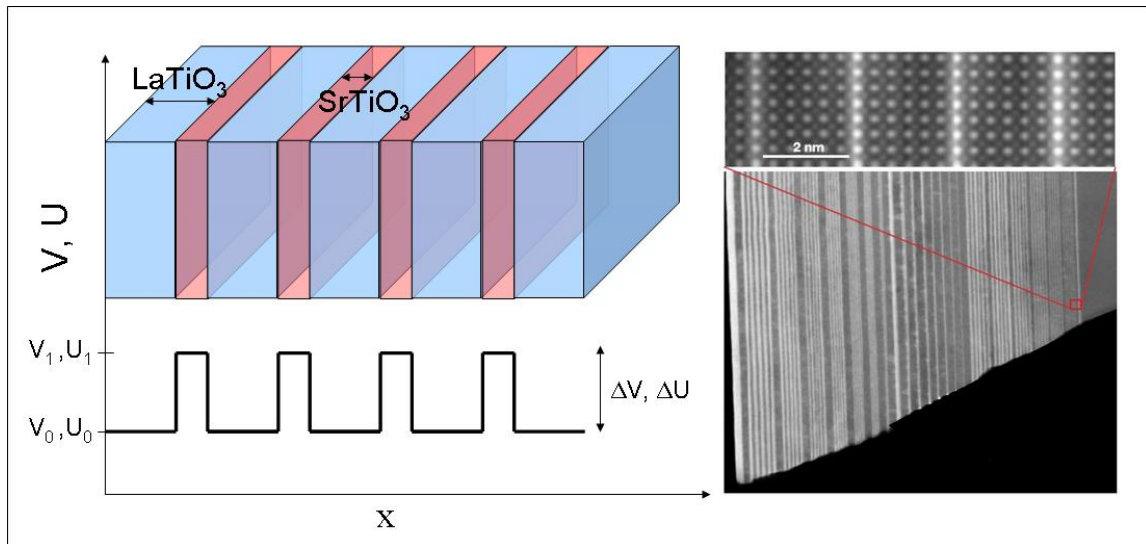 LaTiO₃
SrTiO₃
V, U
V₁,U₁
V₀,U₀
ΔV, ΔU
x
2 nm